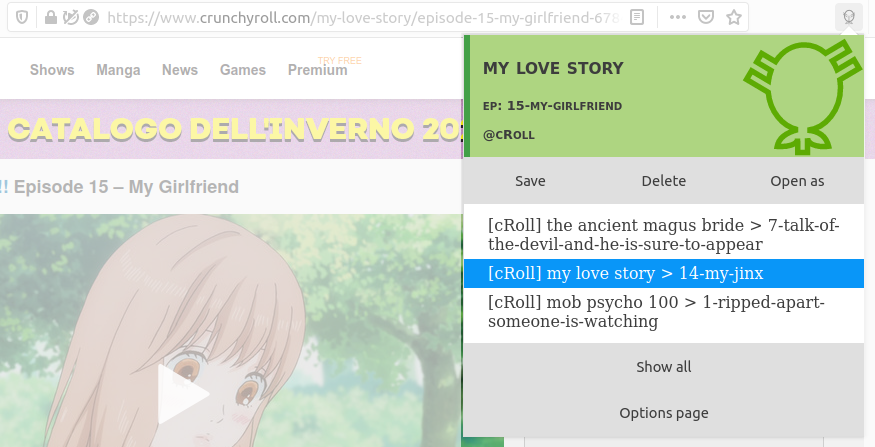 https://www.crunchyroll.com/my-love-story/episode-15-my-girlfriend-678
TRY FREE
Shows Manga News Games Premium
CATALOGO DELL'INVERNO 20
!! Episode 15 – My Girlfriend
MY LOVE STORY
EP: 15-MY-GIRLFRIEND
@CROLL
Save Delete Open as
[cRoll] the ancient magus bride > 7-talk-of-
the-devil-and-he-is-sure-to-appear
[cRoll] my love story > 14-my-jinx
[cRoll] mob psycho 100 > 1-ripped-apart-
someone-is-watching
Show all
Options page